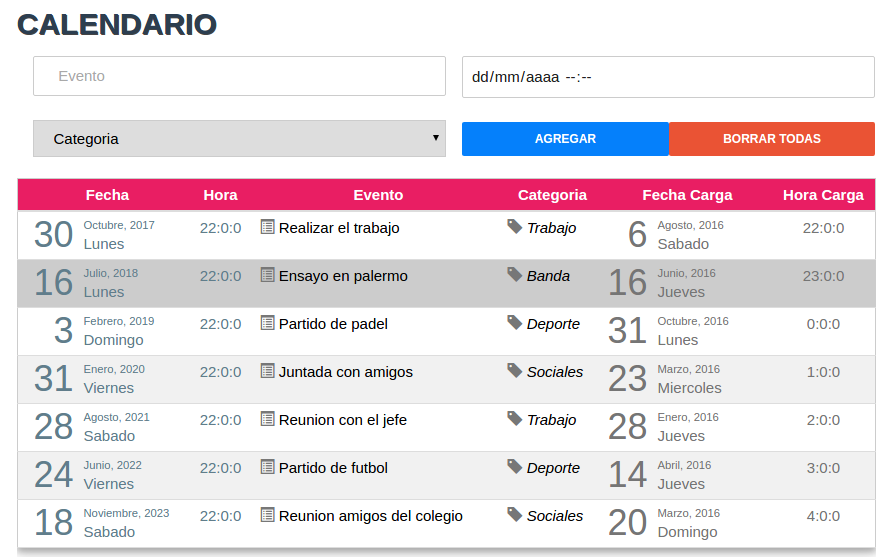 CALENDARIO
Evento dd/mm/aaaa --:--
Categoria AGREGAR BORRAR TODAS
Fecha Hora Evento Categoria Fecha Carga Hora Carga
30 Octubre, 2017 Lunes 22:0:0 Realizar el trabajo Trabajo 6 Agosto, 2016 Sabado 22:0:0
16 Julio, 2018 Lunes 22:0:0 Ensayo en palermo Banda 16 Junio, 2016 Jueves 23:0:0
3 Febrero, 2019 Domingo 22:0:0 Partido de padel Deporte 31 Octubre, 2016 Lunes 0:0:0
31 Enero, 2020 Viernes 22:0:0 Juntada con amigos Sociales 23 Marzo, 2016 Miercoles 1:0:0
28 Agosto, 2021 Sabado 22:0:0 Reunion con el jefe Trabajo 28 Enero, 2016 Jueves 2:0:0
24 Junio, 2022 Viernes 22:0:0 Partido de futbol Deporte 14 Abril, 2016 Jueves 3:0:0
18 Noviembre, 2023 Sabado 22:0:0 Reunion amigos del colegio Sociales 20 Marzo, 2016 Domingo 4:0:0